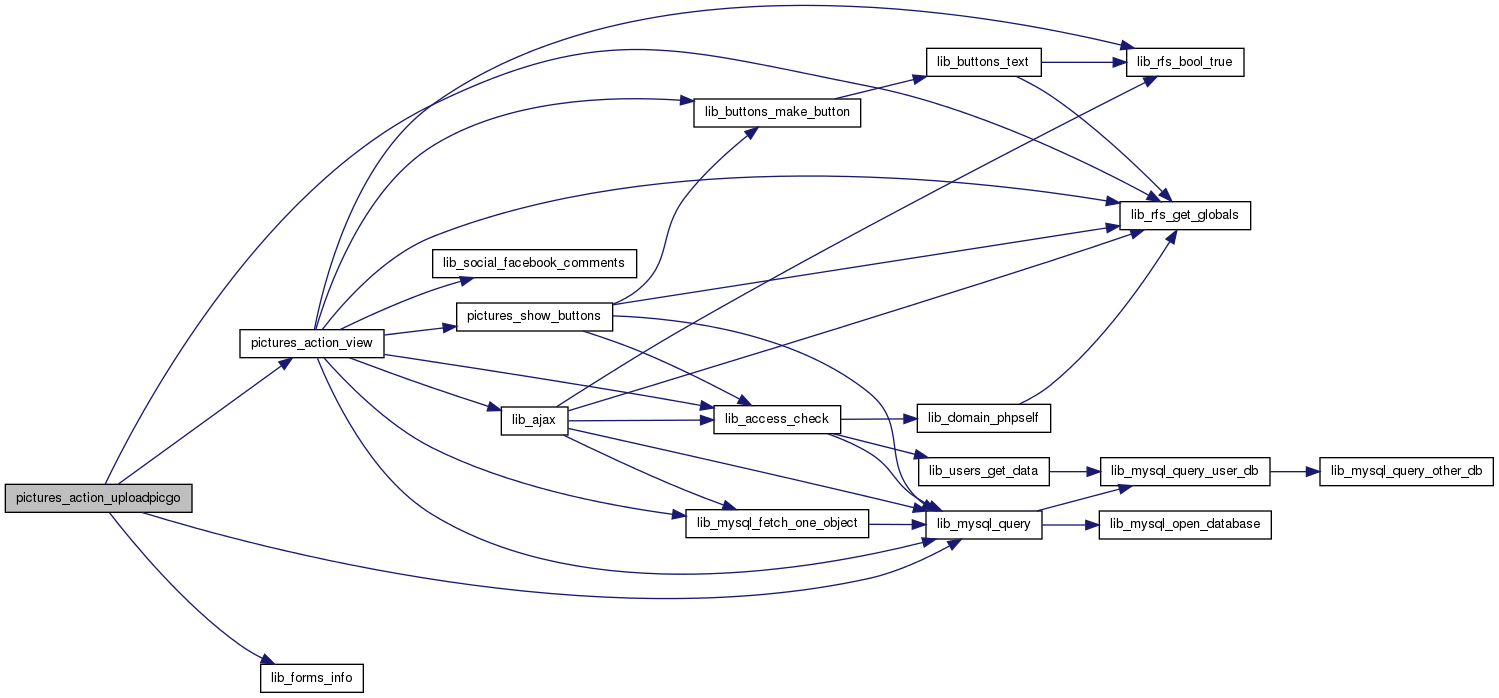 lib_buttons_text
lib_rfs_bool_true
lib_buttons_make_button
lib_rfs_get_globals
lib_social_facebook_comments
pictures_show_buttons
pictures_action_view
lib_ajax
lib_access_check
lib_domain_phpself
lib_users_get_data
lib_mysql_query_user_db
lib_mysql_query_other_db
pictures_action_uploadpicgo
lib_mysql_fetch_one_object
lib_mysql_query
lib_mysql_open_database
lib_forms_info